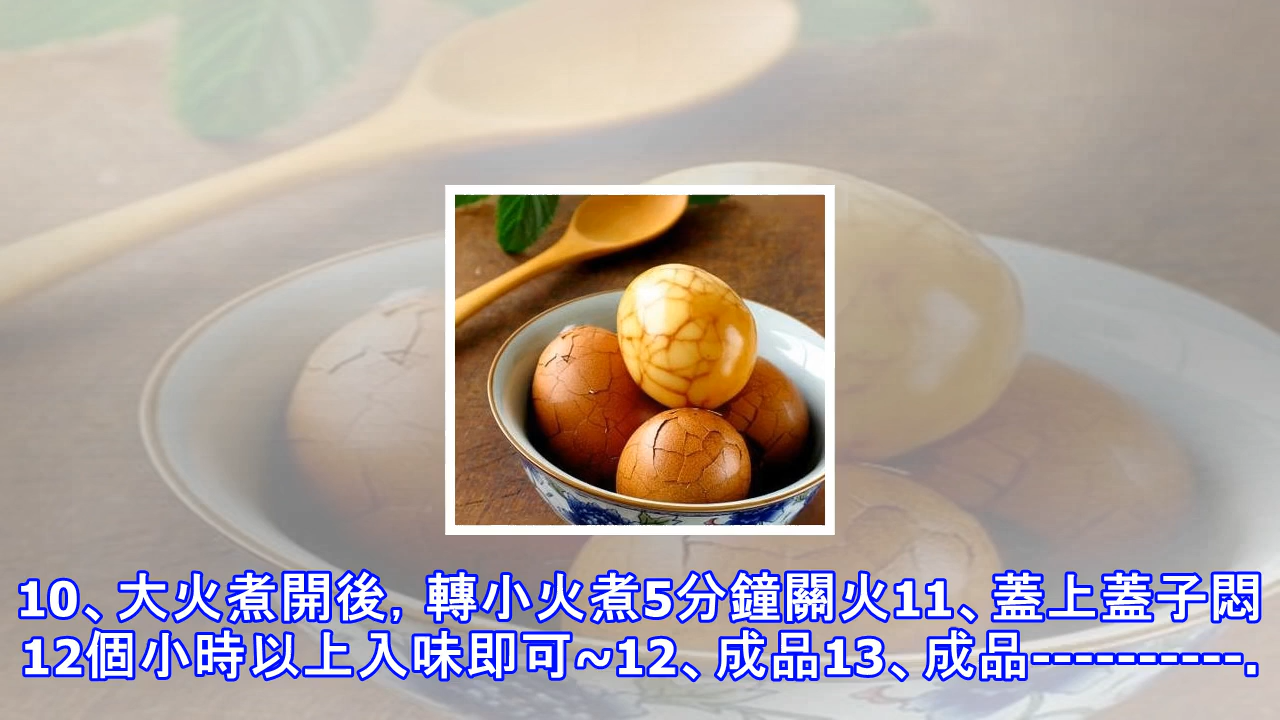 10、大火煮開後, 轉小火煮5分鐘關火11、蓋上蓋子悶
12個小時以上入味即可~12、成品13、成品----------.